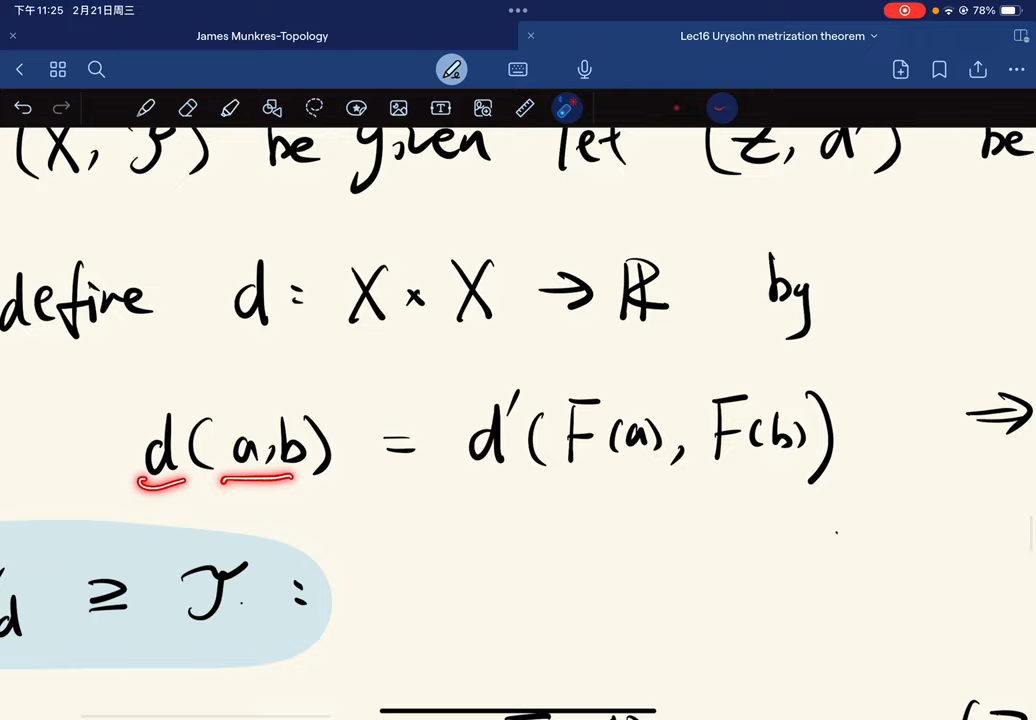 下午11:25 2月21日周三
78%
James Munkres-Topology
Lec16 Urysohn metrization theorem
(X, 𝒯) be given let (Z, d') be
define d: X × X → ℝ by
d(a,b) = d'(F(a), F(b)) ⇒
d ≥ 𝒯 :